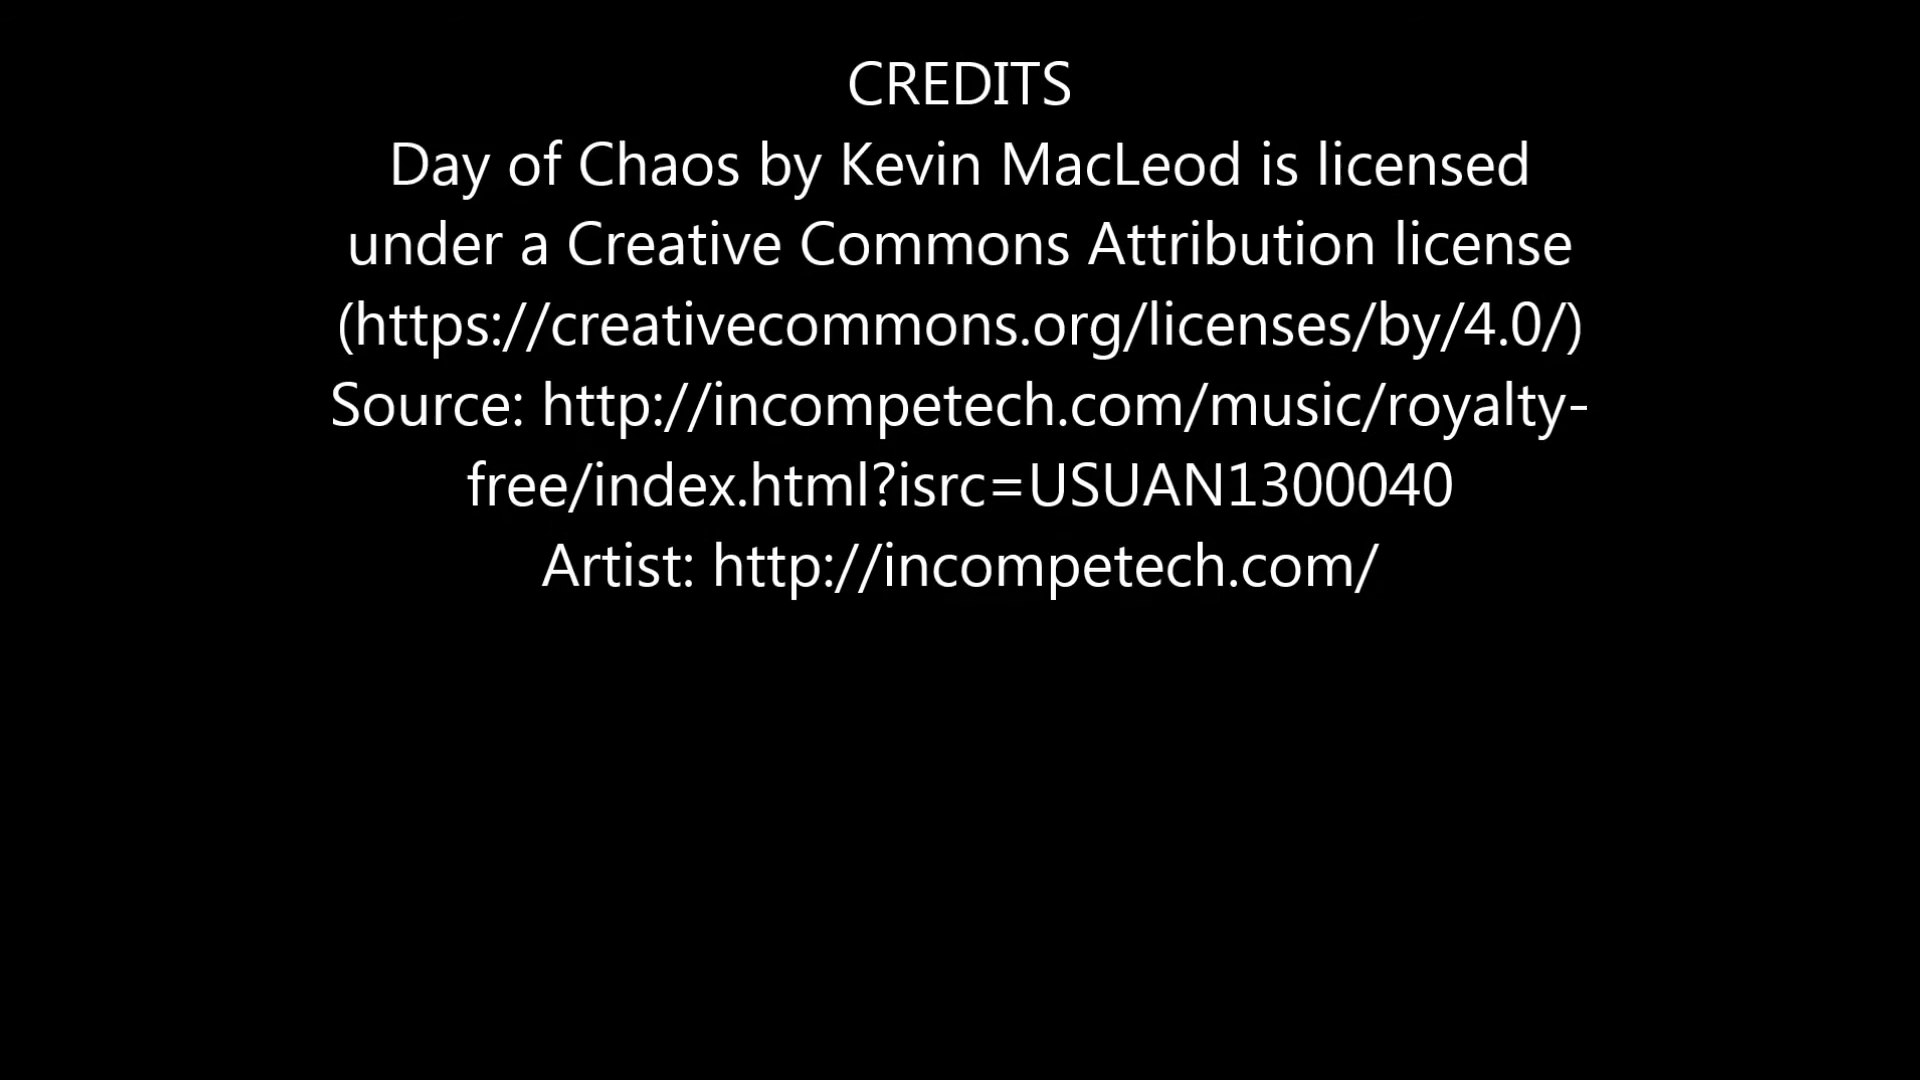 CREDITS
Day of Chaos by Kevin MacLeod is licensed
under a Creative Commons Attribution license
(https://creativecommons.org/licenses/by/4.0/)
Source: http://incompetech.com/music/royalty-
free/index.html?isrc=USUAN1300040
Artist: http://incompetech.com/